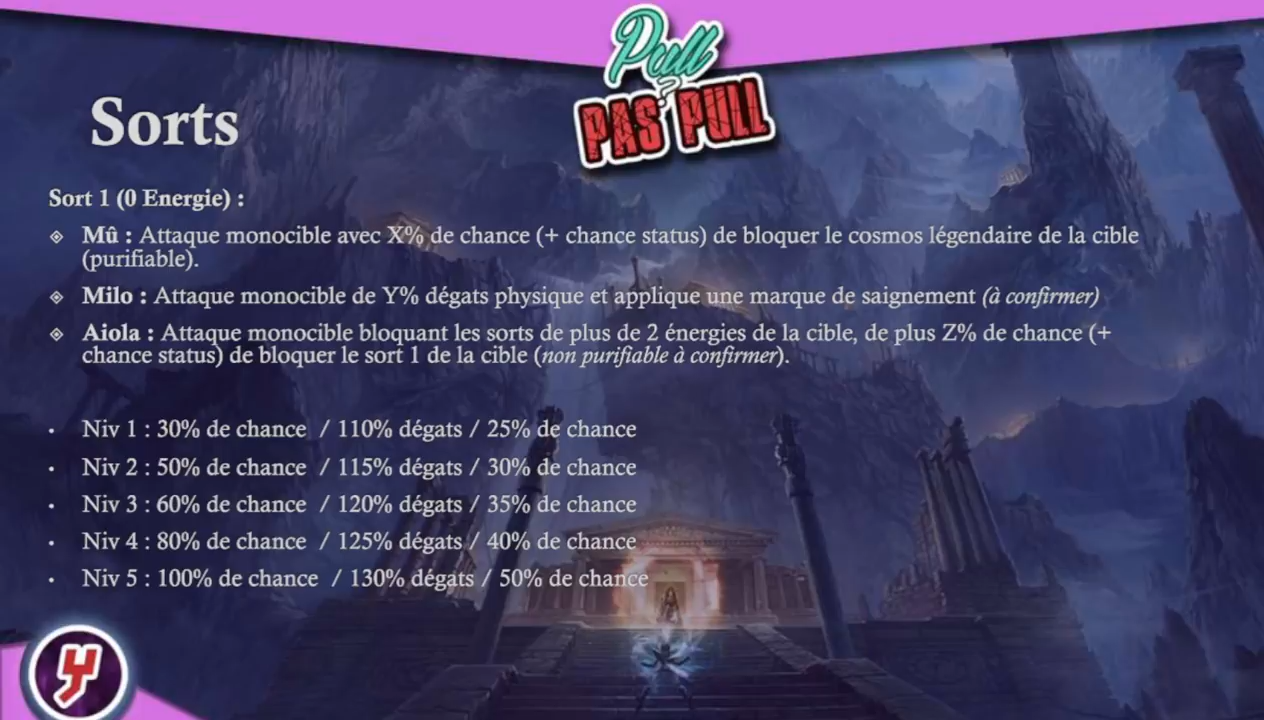 Pull
?
PAS PULL
Sorts
Sort 1 (0 Energie) :
Mû : Attaque monocible avec X% de chance (+ chance status) de bloquer le cosmos légendaire de la cible
(purifiable).
Milo : Attaque monocible de Y% dégats physique et applique une marque de saignement (à confirmer)
Aiola : Attaque monocible bloquant les sorts de plus de 2 énergies de la cible, de plus Z% de chance (+
chance status) de bloquer le sort 1 de la cible (non purifiable à confirmer).
• Niv 1 : 30% de chance / 110% dégats / 25% de chance
• Niv 2 : 50% de chance / 115% dégats / 30% de chance
• Niv 3 : 60% de chance / 120% dégats / 35% de chance
• Niv 4 : 80% de chance / 125% dégats / 40% de chance
• Niv 5 : 100% de chance / 130% dégats / 50% de chance
Y